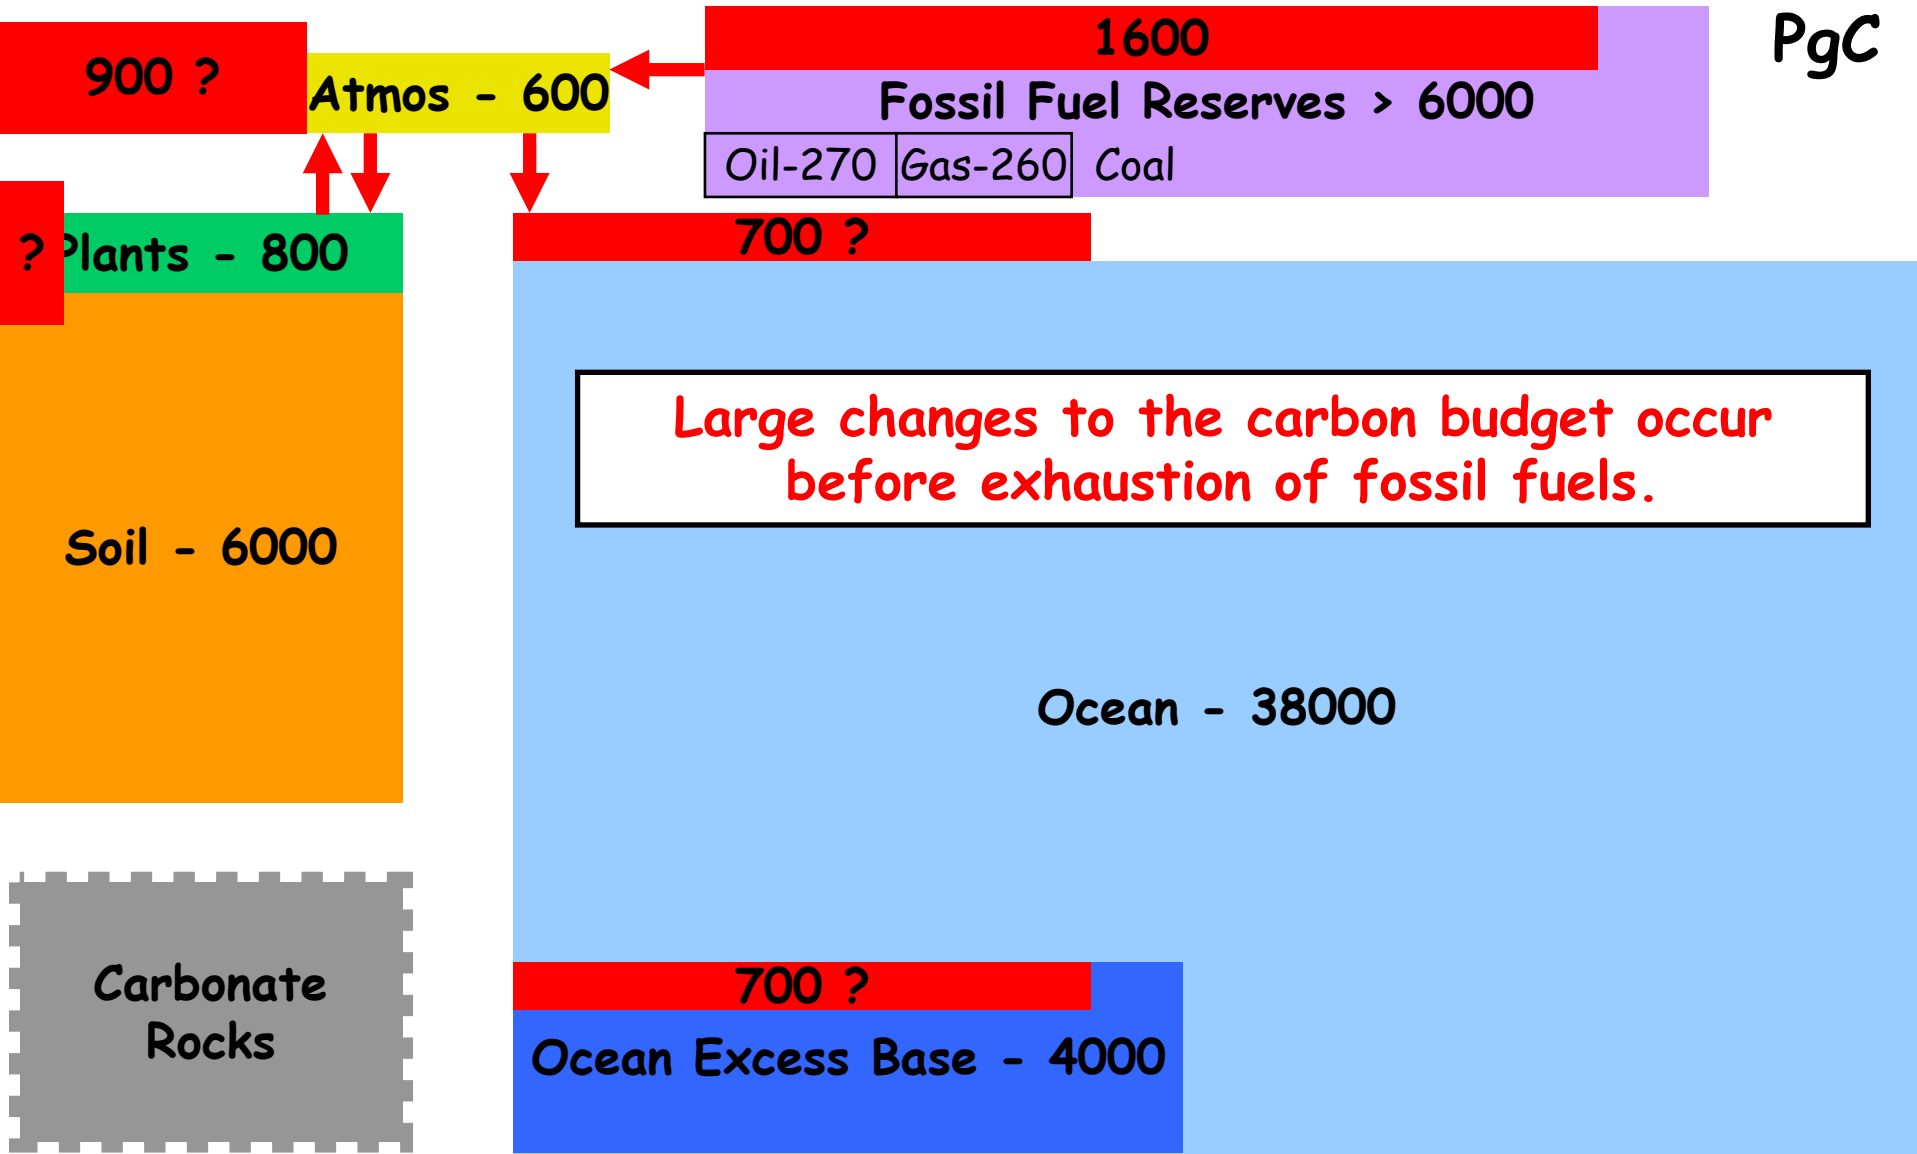 1600
PgC
900 ?
Atmos - 600
Fossil Fuel Reserves > 6000
Oil-270
Gas-260
Coal
?
Plants - 800
700 ?
Large changes to the carbon budget occur
before exhaustion of fossil fuels.
Soil - 6000
Ocean - 38000
Carbonate
Rocks
700 ?
Ocean Excess Base - 4000